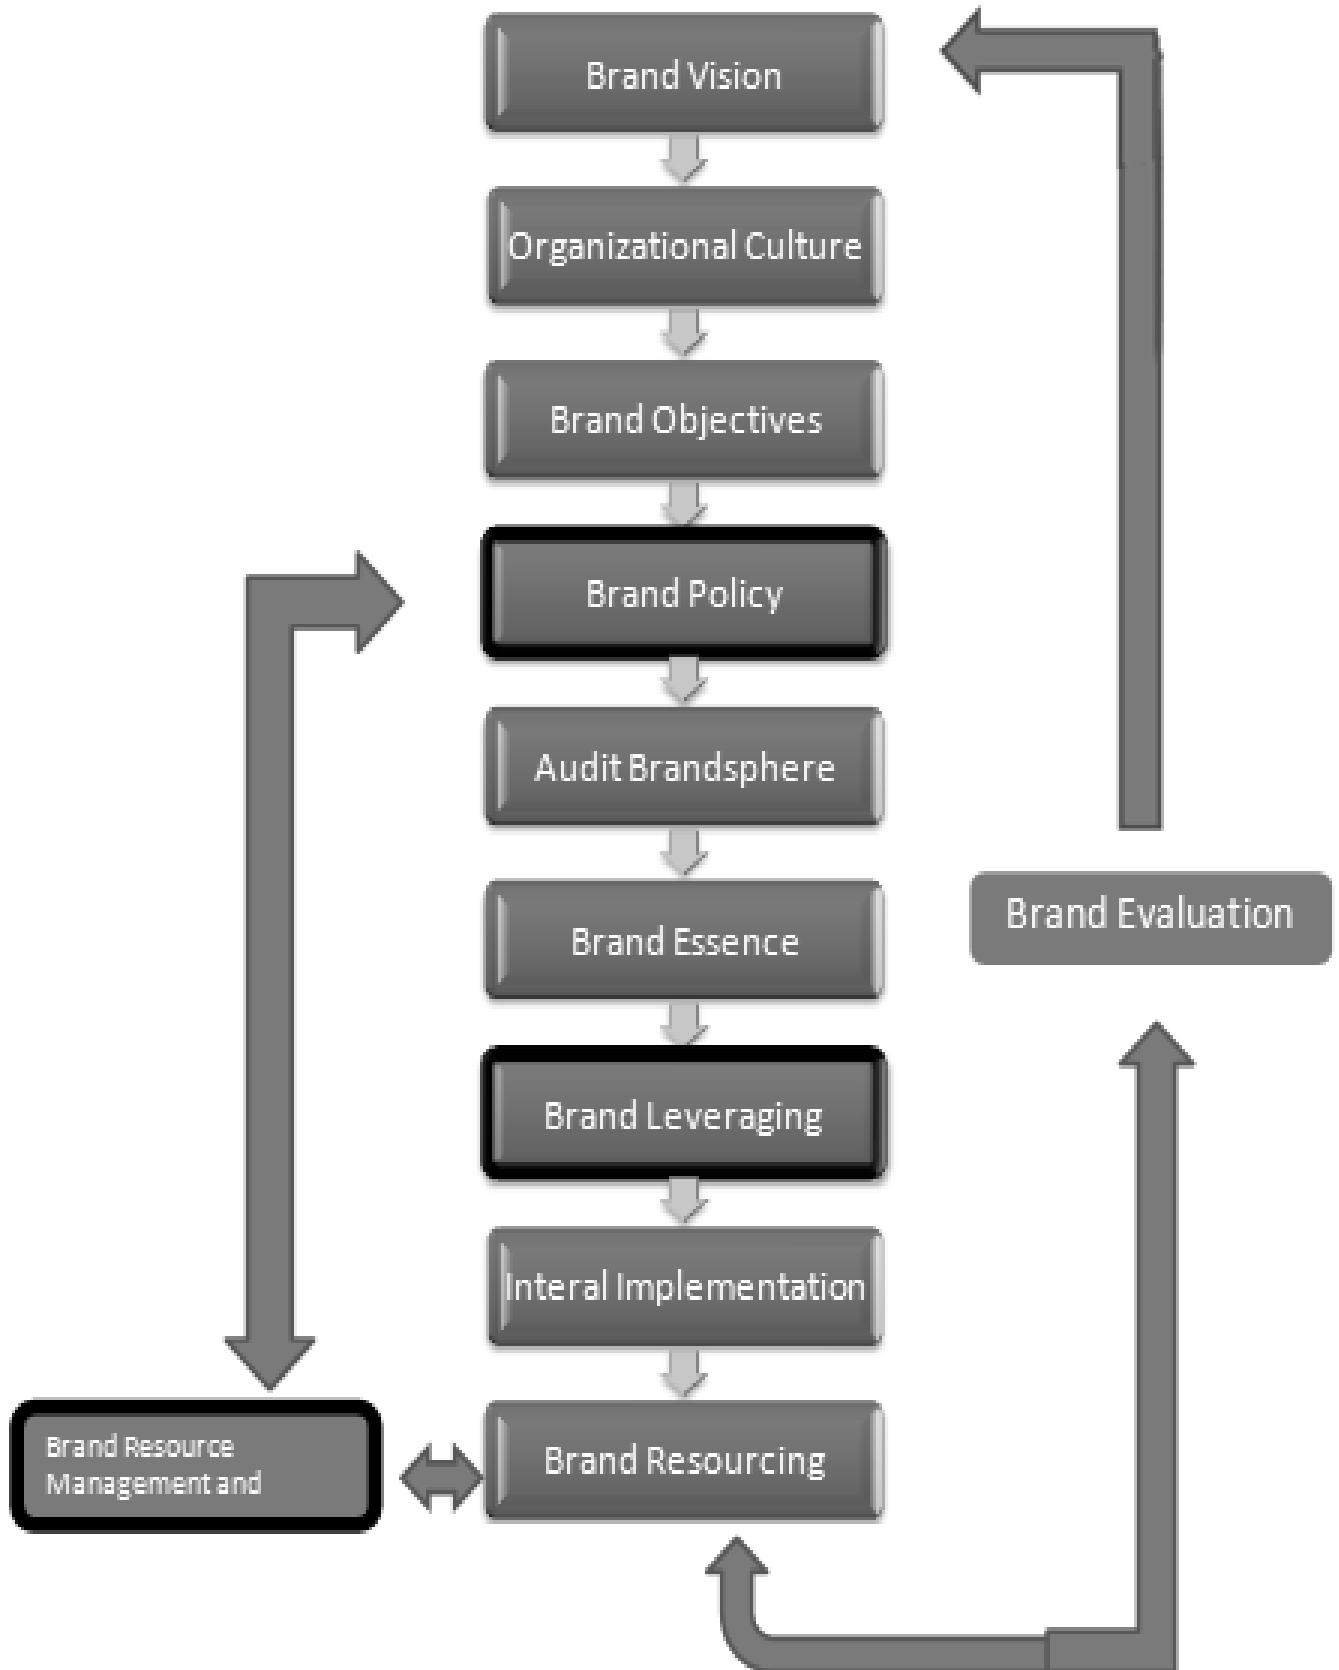 Brand Vision
Organizational Culture
Brand Objectives
Brand Policy
Audit Brandsphere
Brand Essence
Brand Evaluation
Brand Leveraging
Interal Implementation
Brand Resource
Management and
Brand Resourcing